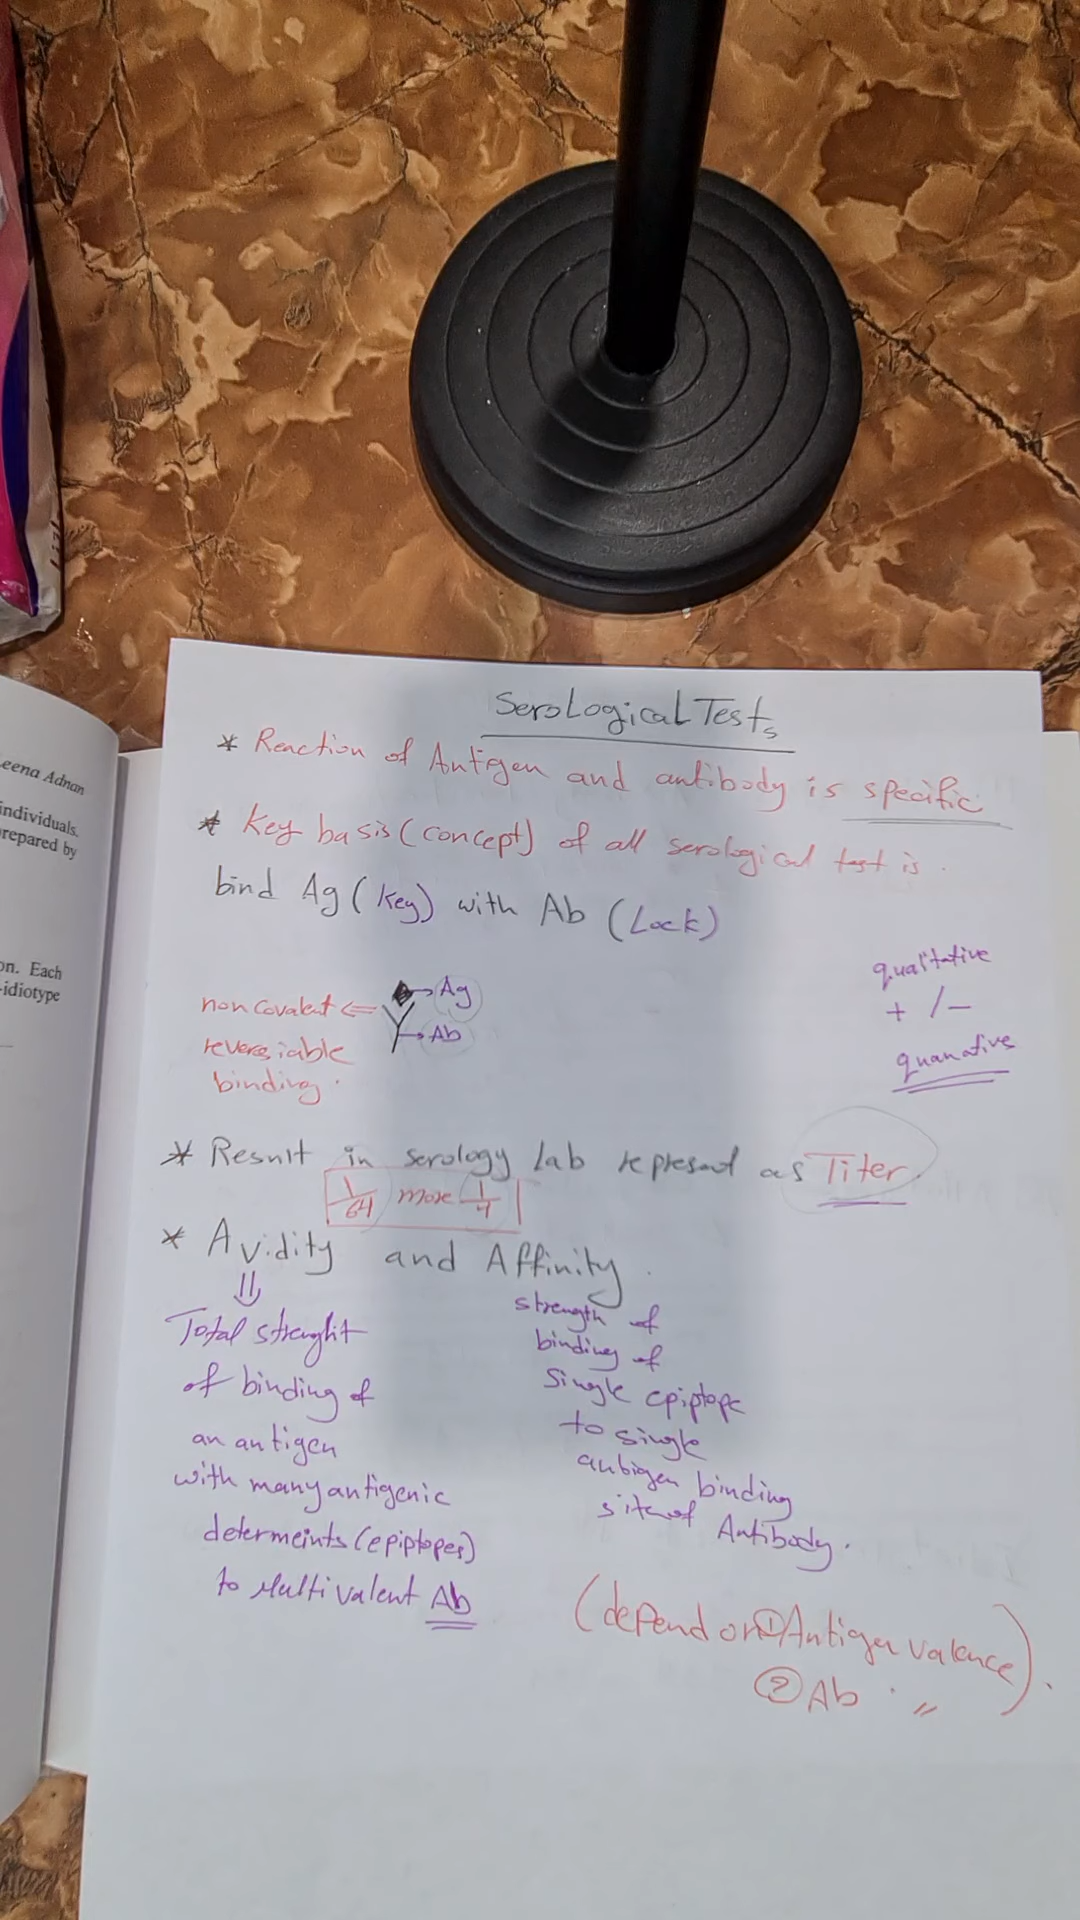 Serological Tests
* Reaction of Antigen and antibody is specific
* Key basis (concept) of all serological test is.
bind Ag (key) with Ab (Lock)
qualitative
+ / -
quanative
Ag
Ab
non covalent <=
reversiable
binding.
* Result in serology lab represent as Titer
1/64 more 1/4
* Avidity and Affinity.
Total strenght
of binding of
an antigen
with many antigenic
determeints (epiptopes)
to Multivalent Ab
strength of
binding of
single epiptope
to single
antigen binding
site of Antibody.
(depend on ① Antigen valence).
② Ab . 〃
eena Adnan
individuals.
repared by
on. Each
-idiotype